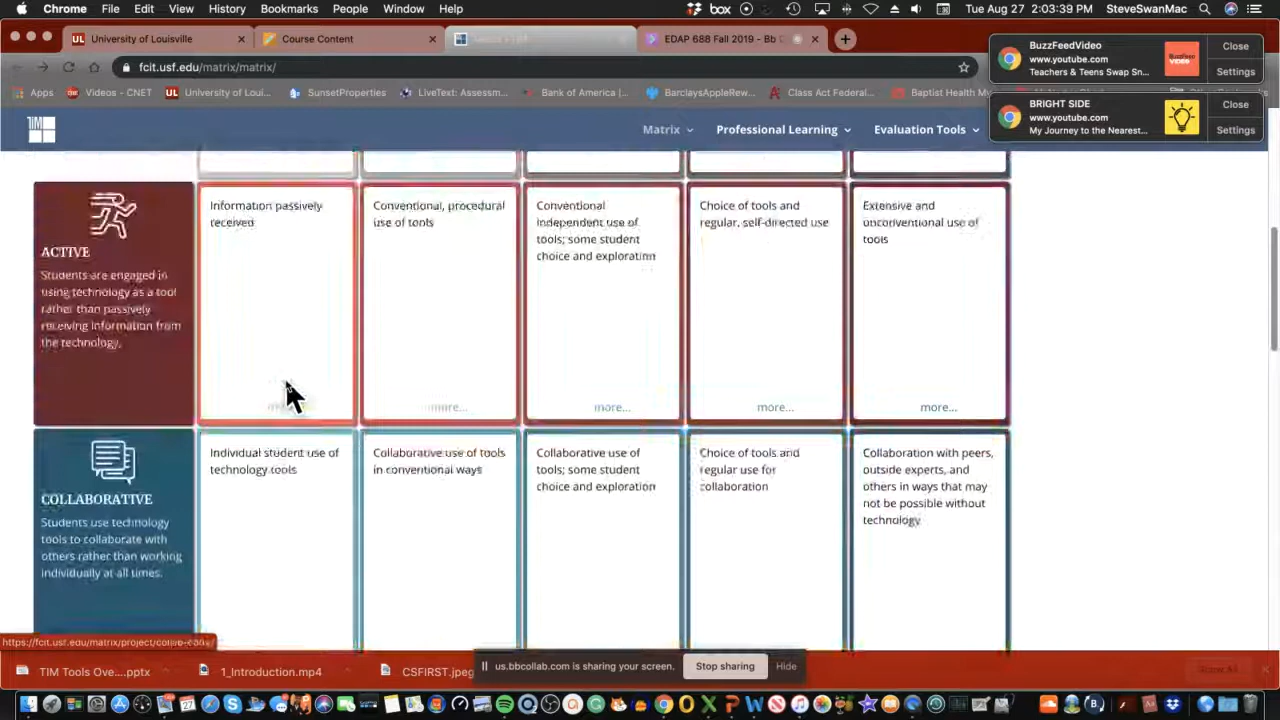 Chrome File Edit View History Bookmarks People Window Help box Tue Aug 27 2:03:39 PM SteveSwanMac
University of Louisville Course Content EDAP 688 Fall 2019 - Bb C
fcit.usf.edu/matrix/matrix/
Apps Videos - CNET University of Loui... SunsetProperties LiveText: Assessm... Bank of America |... BarclaysAppleRew... Class Act Federal... Baptist Health My
BuzzFeedVideo
www.youtube.com
Teachers & Teens Swap Sn...
Close
Settings
BRIGHT SIDE
www.youtube.com
My Journey to the Nearest...
Close
Settings
TIM Matrix Professional Learning Evaluation Tools
ACTIVE
Students are engaged in
using technology as a tool
rather than passively
receiving information from
the technology.
Information passively
received
Conventional, procedural
use of tools
more...
Conventional
independent use of
tools; some student
choice and exploration
more...
Choice of tools and
regular, self-directed use
more...
Extensive and
unconventional use of
tools
more...
COLLABORATIVE
Students use technology
tools to collaborate with
others rather than working
individually at all times.
Individual student use of
technology tools
Collaborative use of tools
in conventional ways
Collaborative use of
tools; some student
choice and exploration
Choice of tools and
regular use for
collaboration
Collaboration with peers,
outside experts, and
others in ways that may
not be possible without
technology
TIM Tools Ove....pptx 1_Introduction.mp4 CSFIRST.jpeg
us.bbcollab.com is sharing your screen. Stop sharing Hide
Show All